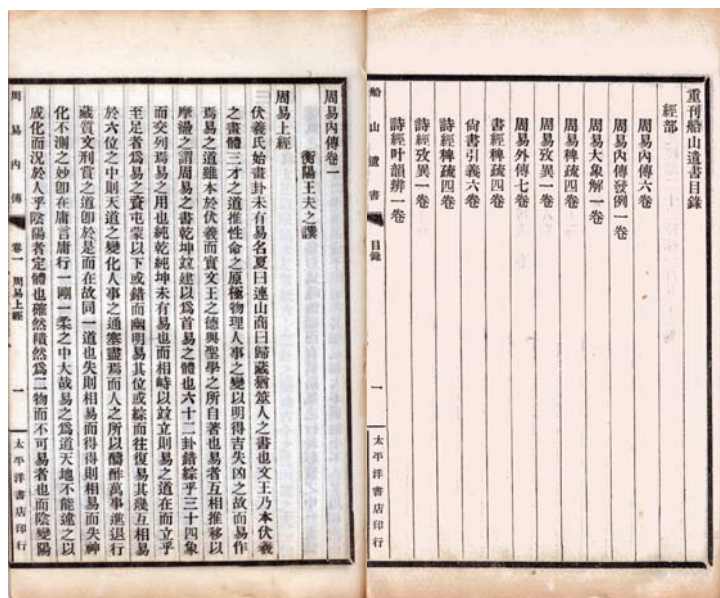 重刊船山遺書目錄
經部
周易內傳六卷
周易內傳發例一卷
周易大象解一卷
周易稗疏四卷
周易攷異一卷
周易外傳七卷
書經稗疏四卷
尚書引義六卷
詩經稗疏四卷
詩經攷異一卷
詩經叶韻辨一卷
船山遺書
目錄
一
太平洋書店印行
周易內傳卷一
衡陽王夫之譔
周易上經
伏羲氏始畫卦未有易名夏曰連山商曰歸藏猶筮人之書也文王乃本伏羲
之畫體三才之道推性命之原極物理人事之變以明得吉失凶之故而易作
焉易之道雖本於伏羲而實文王之德與聖學之所自著也易者互相推移以
摩盪之謂周易之書乾坤竝建以爲首易之體也六十二卦錯綜乎三十四象
而交列焉易之用也純乾純坤未有易也而相峙以竝立則易之道在而立乎
至足者爲易之資屯蒙以下或錯而幽明易其位或綜而往復易其幾互相易
於六位之中則天道之變化人事之通塞盡焉而人之所以醻酢萬事進退行
藏質文刑賞之道卽於是而在故同一道也失則相易而得得則相易而失神
化不測之妙卽在庸言庸行一剛一柔之中大哉易之爲道天地不能違之以
成化而況於人乎陰陽者定體也確然隤然爲二物而不可易者也而陰變陽
周易內傳
卷一 周易上經
一
太平洋書店印行